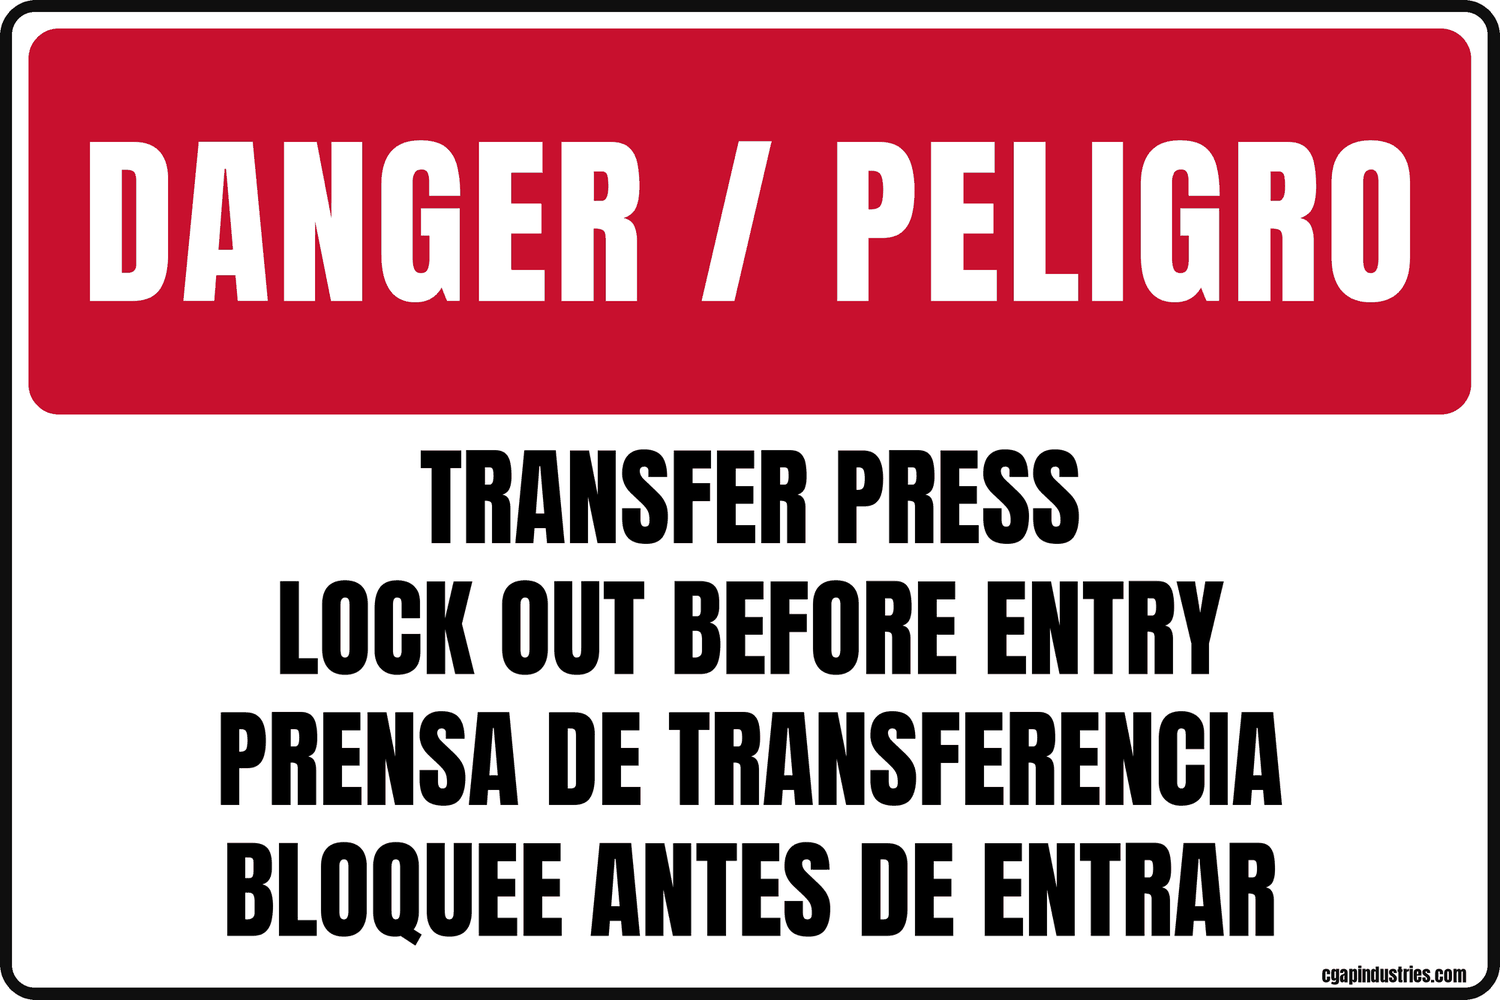 DANGER / PELIGRO
TRANSFER PRESS
LOCK OUT BEFORE ENTRY
PRENSA DE TRANSFERENCIA
BLOQUEE ANTES DE ENTRAR
cgapindustries.com